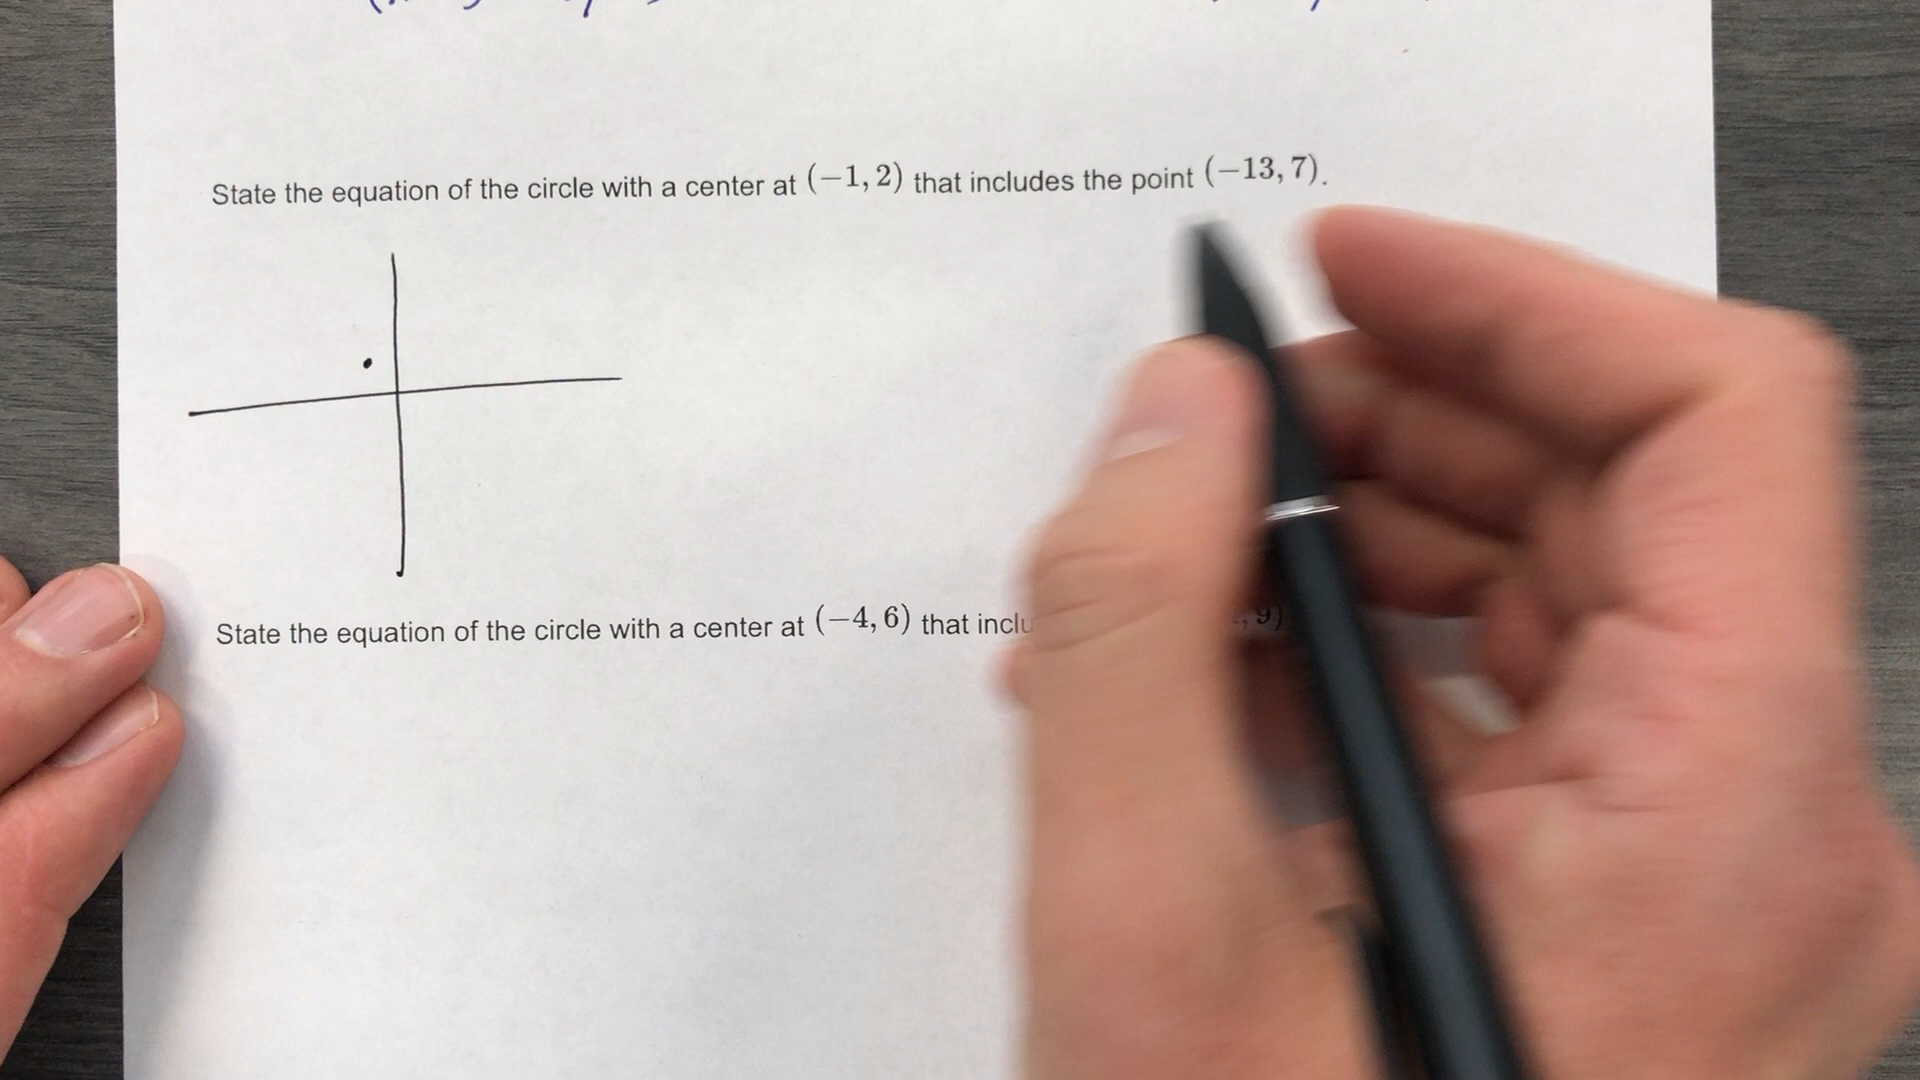 State the equation of the circle with a center at (−1, 2) that includes the point (−13, 7).
State the equation of the circle with a center at (−4, 6) that , 9)